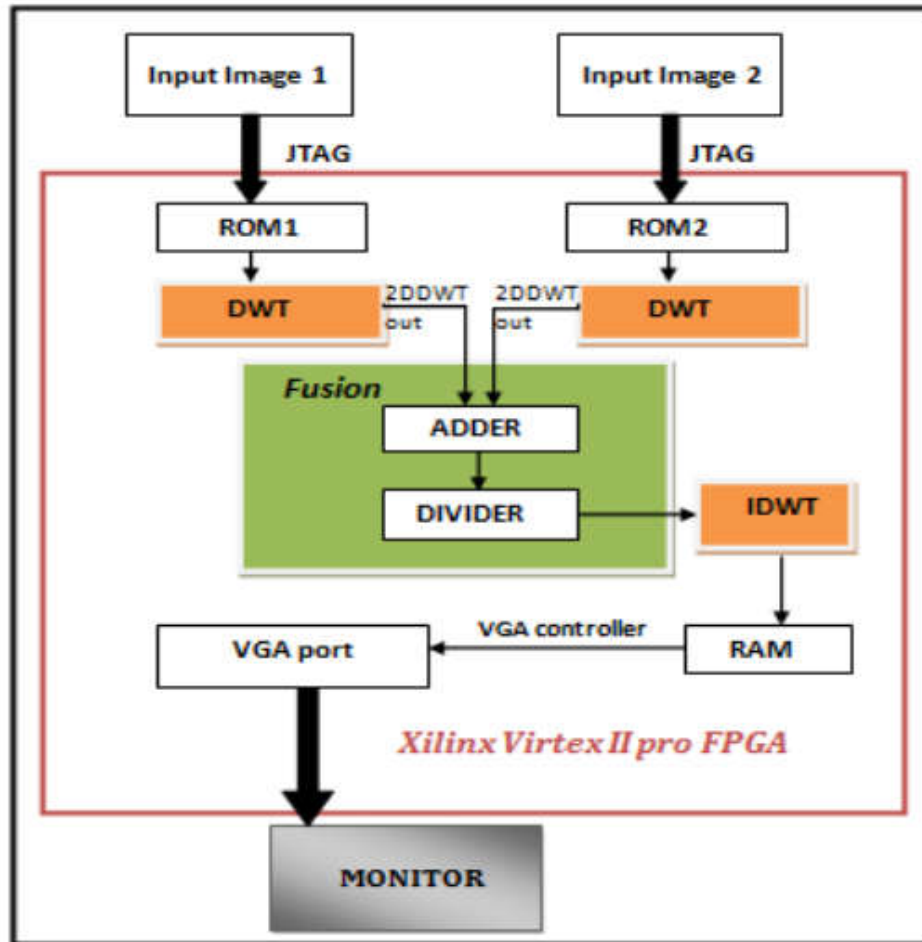 Input Image 1
Input Image 2
JTAG
JTAG
ROM1
ROM2
DWT
2DDWT
out
2DDWT
out
DWT
Fusion
ADDER
DIVIDER
IDWT
VGA port
VGA controller
RAM
Xilinx Virtex II pro FPGA
MONITOR